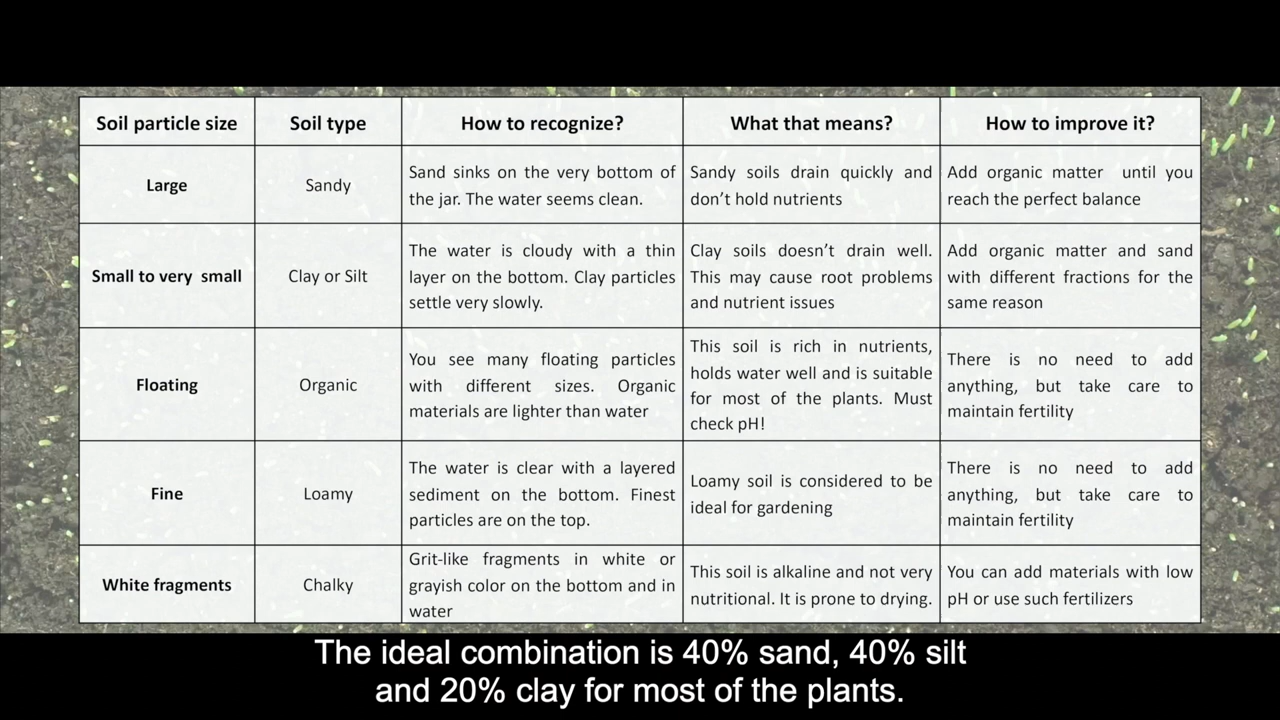 Soil particle size
Soil type
How to recognize?
What that means?
How to improve it?
Large
Sandy
Sand sinks on the very bottom of
the jar. The water seems clean.
Sandy soils drain quickly and
don't hold nutrients
Add organic matter until you
reach the perfect balance
Small to very small
Clay or Silt
The water is cloudy with a thin
layer on the bottom. Clay particles
settle very slowly.
Clay soils doesn't drain well.
This may cause root problems
and nutrient issues
Add organic matter and sand
with different fractions for the
same reason
Floating
Organic
You see many floating particles
with different sizes. Organic
materials are lighter than water
This soil is rich in nutrients,
holds water well and is suitable
for most of the plants. Must
check pH!
There is no need to add
anything, but take care to
maintain fertility
Fine
Loamy
The water is clear with a layered
sediment on the bottom. Finest
particles are on the top.
Loamy soil is considered to be
ideal for gardening
There is no need to add
anything, but take care to
maintain fertility
White fragments
Chalky
Grit-like fragments in white or
grayish color on the bottom and in
water
This soil is alkaline and not very
nutritional. It is prone to drying.
You can add materials with low
pH or use such fertilizers
The ideal combination is 40% sand, 40% silt
and 20% clay for most of the plants.